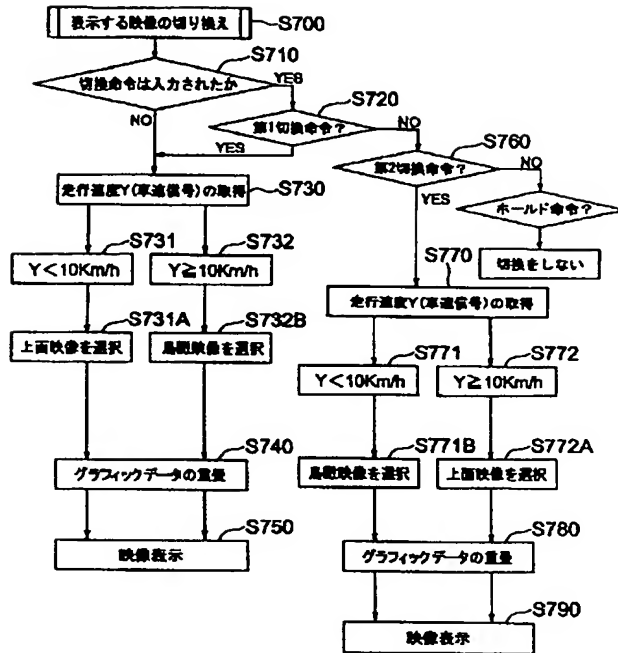 表示する映像の切り換え S700
S710
切換命令は入力されたか YES
NO
S720
第1切換命令? NO
YES
S760
第2切換命令? NO
YES
ホールド命令?
切換をしない
走行速度Y(車速信号)の取得 S730
S731 S732
Y<10Km/h Y≧10Km/h
S731A S732B
上面映像を選択 鳥瞰映像を選択
S740
グラフィックデータの重畳
S750
映像表示
S770
走行速度Y(車速信号)の取得
S771 S772
Y<10Km/h Y≧10Km/h
S771B S772A
鳥瞰映像を選択 上面映像を選択
S780
グラフィックデータの重畳
S790
映像表示